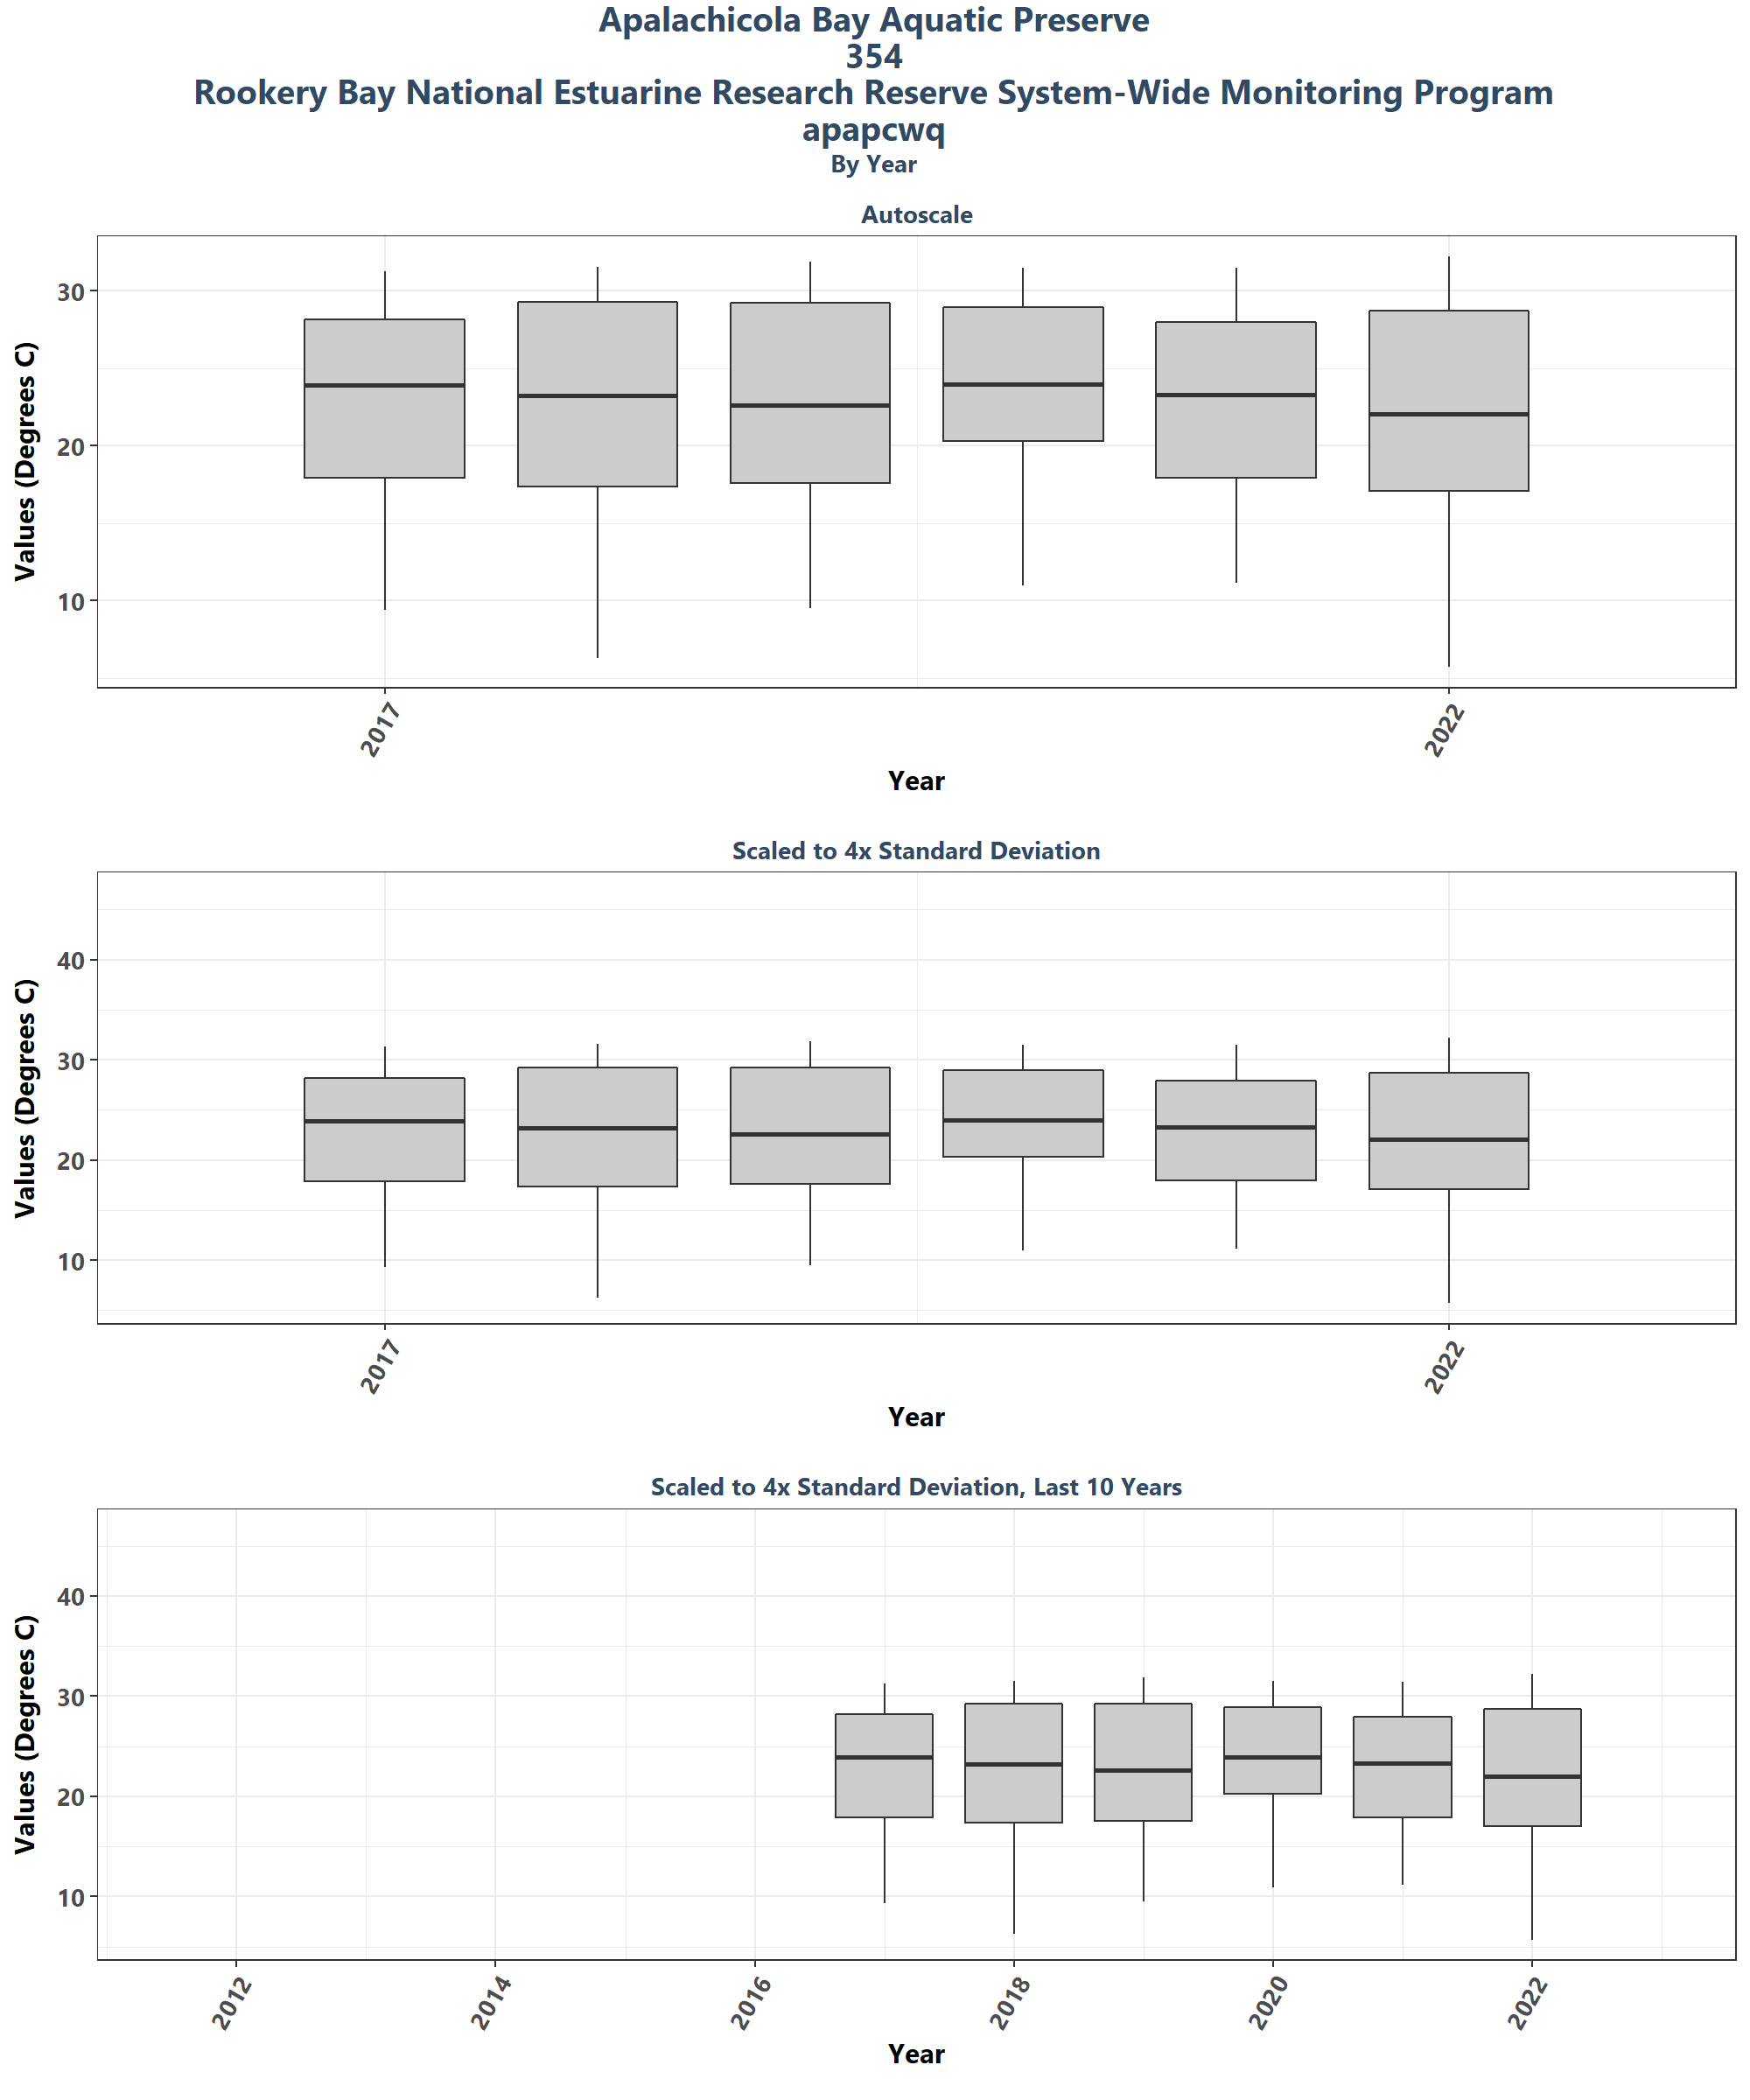 Apalachicola Bay Aquatic Preserve
354
Rookery Bay National Estuarine Research Reserve System-Wide Monitoring Program
apapcwq
By Year
Autoscale
Values (Degrees C)
30
20
10
2017
2022
Year
Scaled to 4x Standard Deviation
Values (Degrees C)
40
30
20
10
2017
2022
Year
Scaled to 4x Standard Deviation, Last 10 Years
Values (Degrees C)
40
30
20
10
2012
2014
2016
2018
2020
2022
Year